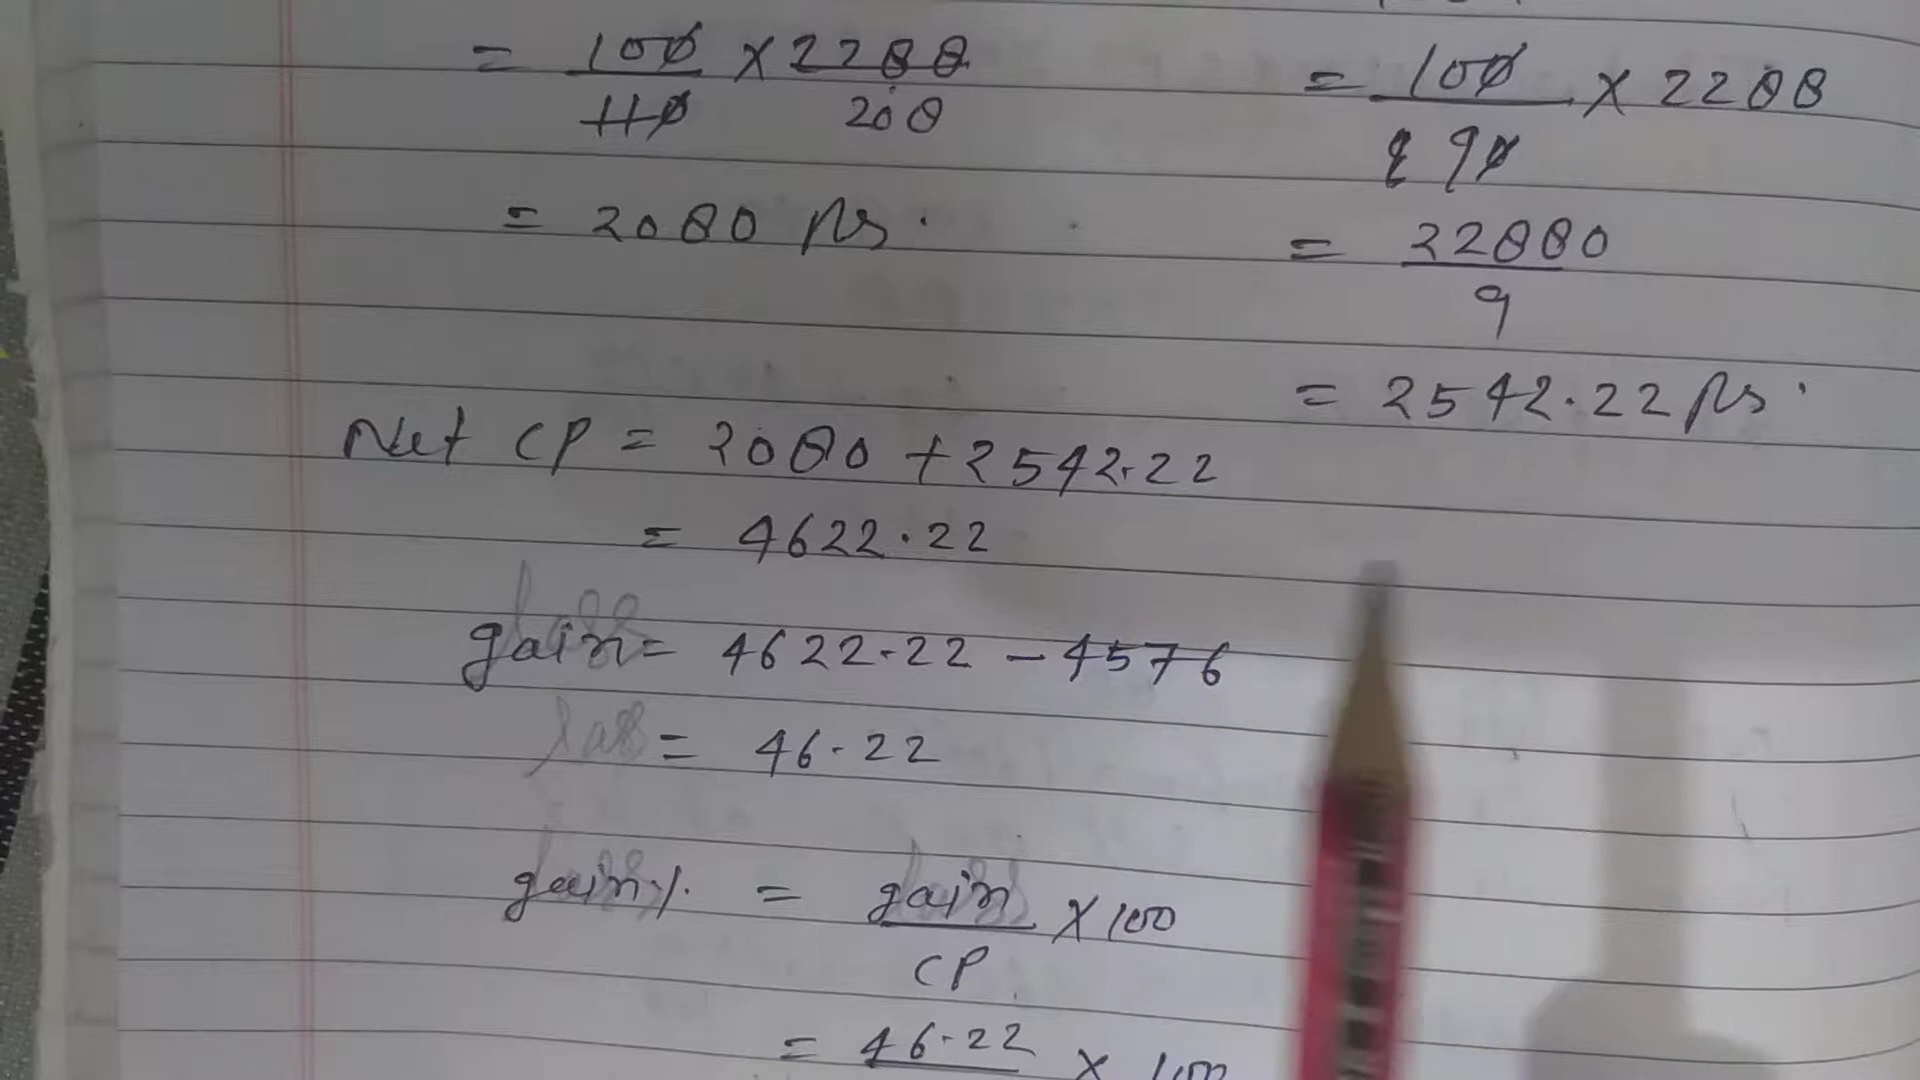 = 100 × 2288
110 208
= 2080 Rs.
= 100 × 2288
90
= 22880
9
= 2542.22 Rs.
Net CP = 2080 + 2542.22
= 4622.22
gain = 4622.22 - 4576
= 46.22
gain % = gain × 100
CP
= 46.22 × 100